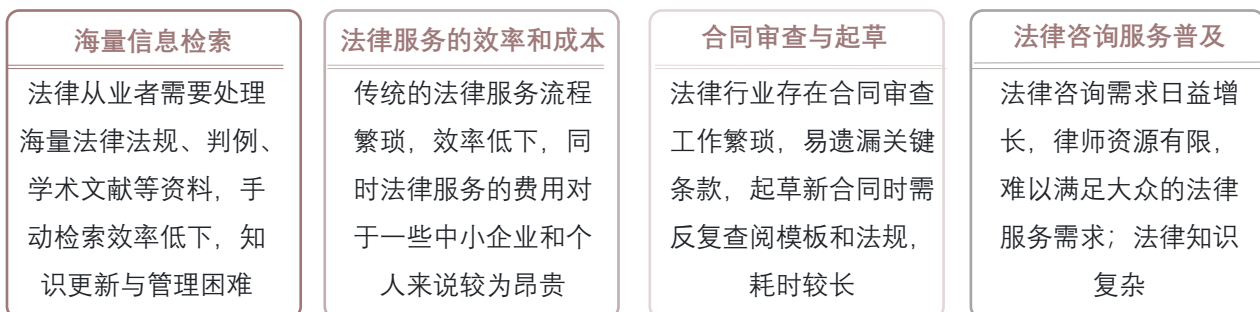 海量信息检索
法律从业者需要处理
海量法律法规、判例、
学术文献等资料，手
动检索效率低下，知
识更新与管理困难
法律服务的效率和成本
传统的法律服务流程
繁琐，效率低下，同
时法律服务的费用对
于一些中小企业和个
人来说较为昂贵
合同审查与起草
法律行业存在合同审查
工作繁琐，易遗漏关键
条款，起草新合同时需
反复查阅模板和法规，
耗时较长
法律咨询服务普及
法律咨询需求日益增
长，律师资源有限，
难以满足大众的法律
服务需求；法律知识
复杂